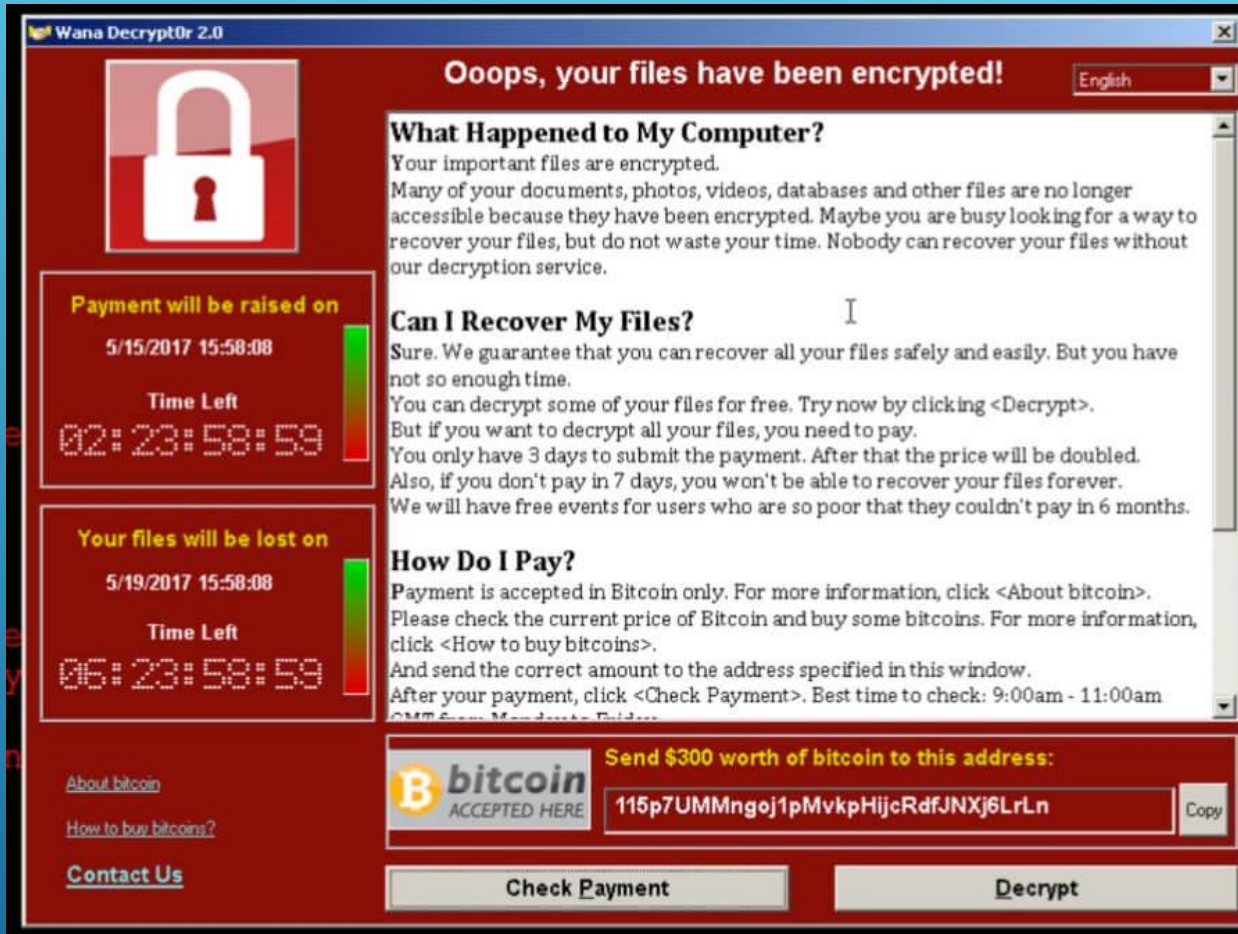 Wana Decrypt0r 2.0
Ooops, your files have been encrypted!
English
What Happened to My Computer?
Your important files are encrypted.
Many of your documents, photos, videos, databases and other files are no longer
accessible because they have been encrypted. Maybe you are busy looking for a way to
recover your files, but do not waste your time. Nobody can recover your files without
our decryption service.
Can I Recover My Files?
Sure. We guarantee that you can recover all your files safely and easily. But you have
not so enough time.
You can decrypt some of your files for free. Try now by clicking <Decrypt>.
But if you want to decrypt all your files, you need to pay.
You only have 3 days to submit the payment. After that the price will be doubled.
Also, if you don't pay in 7 days, you won't be able to recover your files forever.
We will have free events for users who are so poor that they couldn't pay in 6 months.
How Do I Pay?
Payment is accepted in Bitcoin only. For more information, click <About bitcoin>.
Please check the current price of Bitcoin and buy some bitcoins. For more information,
click <How to buy bitcoins>.
And send the correct amount to the address specified in this window.
After your payment, click <Check Payment>. Best time to check: 9:00am - 11:00am
GMT from Monday to Friday
Payment will be raised on
5/15/2017 15:58:08
Time Left
02:23:58:59
Your files will be lost on
5/19/2017 15:58:08
Time Left
06:23:58:59
About bitcoin
How to buy bitcoins?
Contact Us
bitcoin
ACCEPTED HERE
Send $300 worth of bitcoin to this address:
115p7UMMngoj1pMvkpHijcRdfJNXj6LrLn
Copy
Check Payment
Decrypt